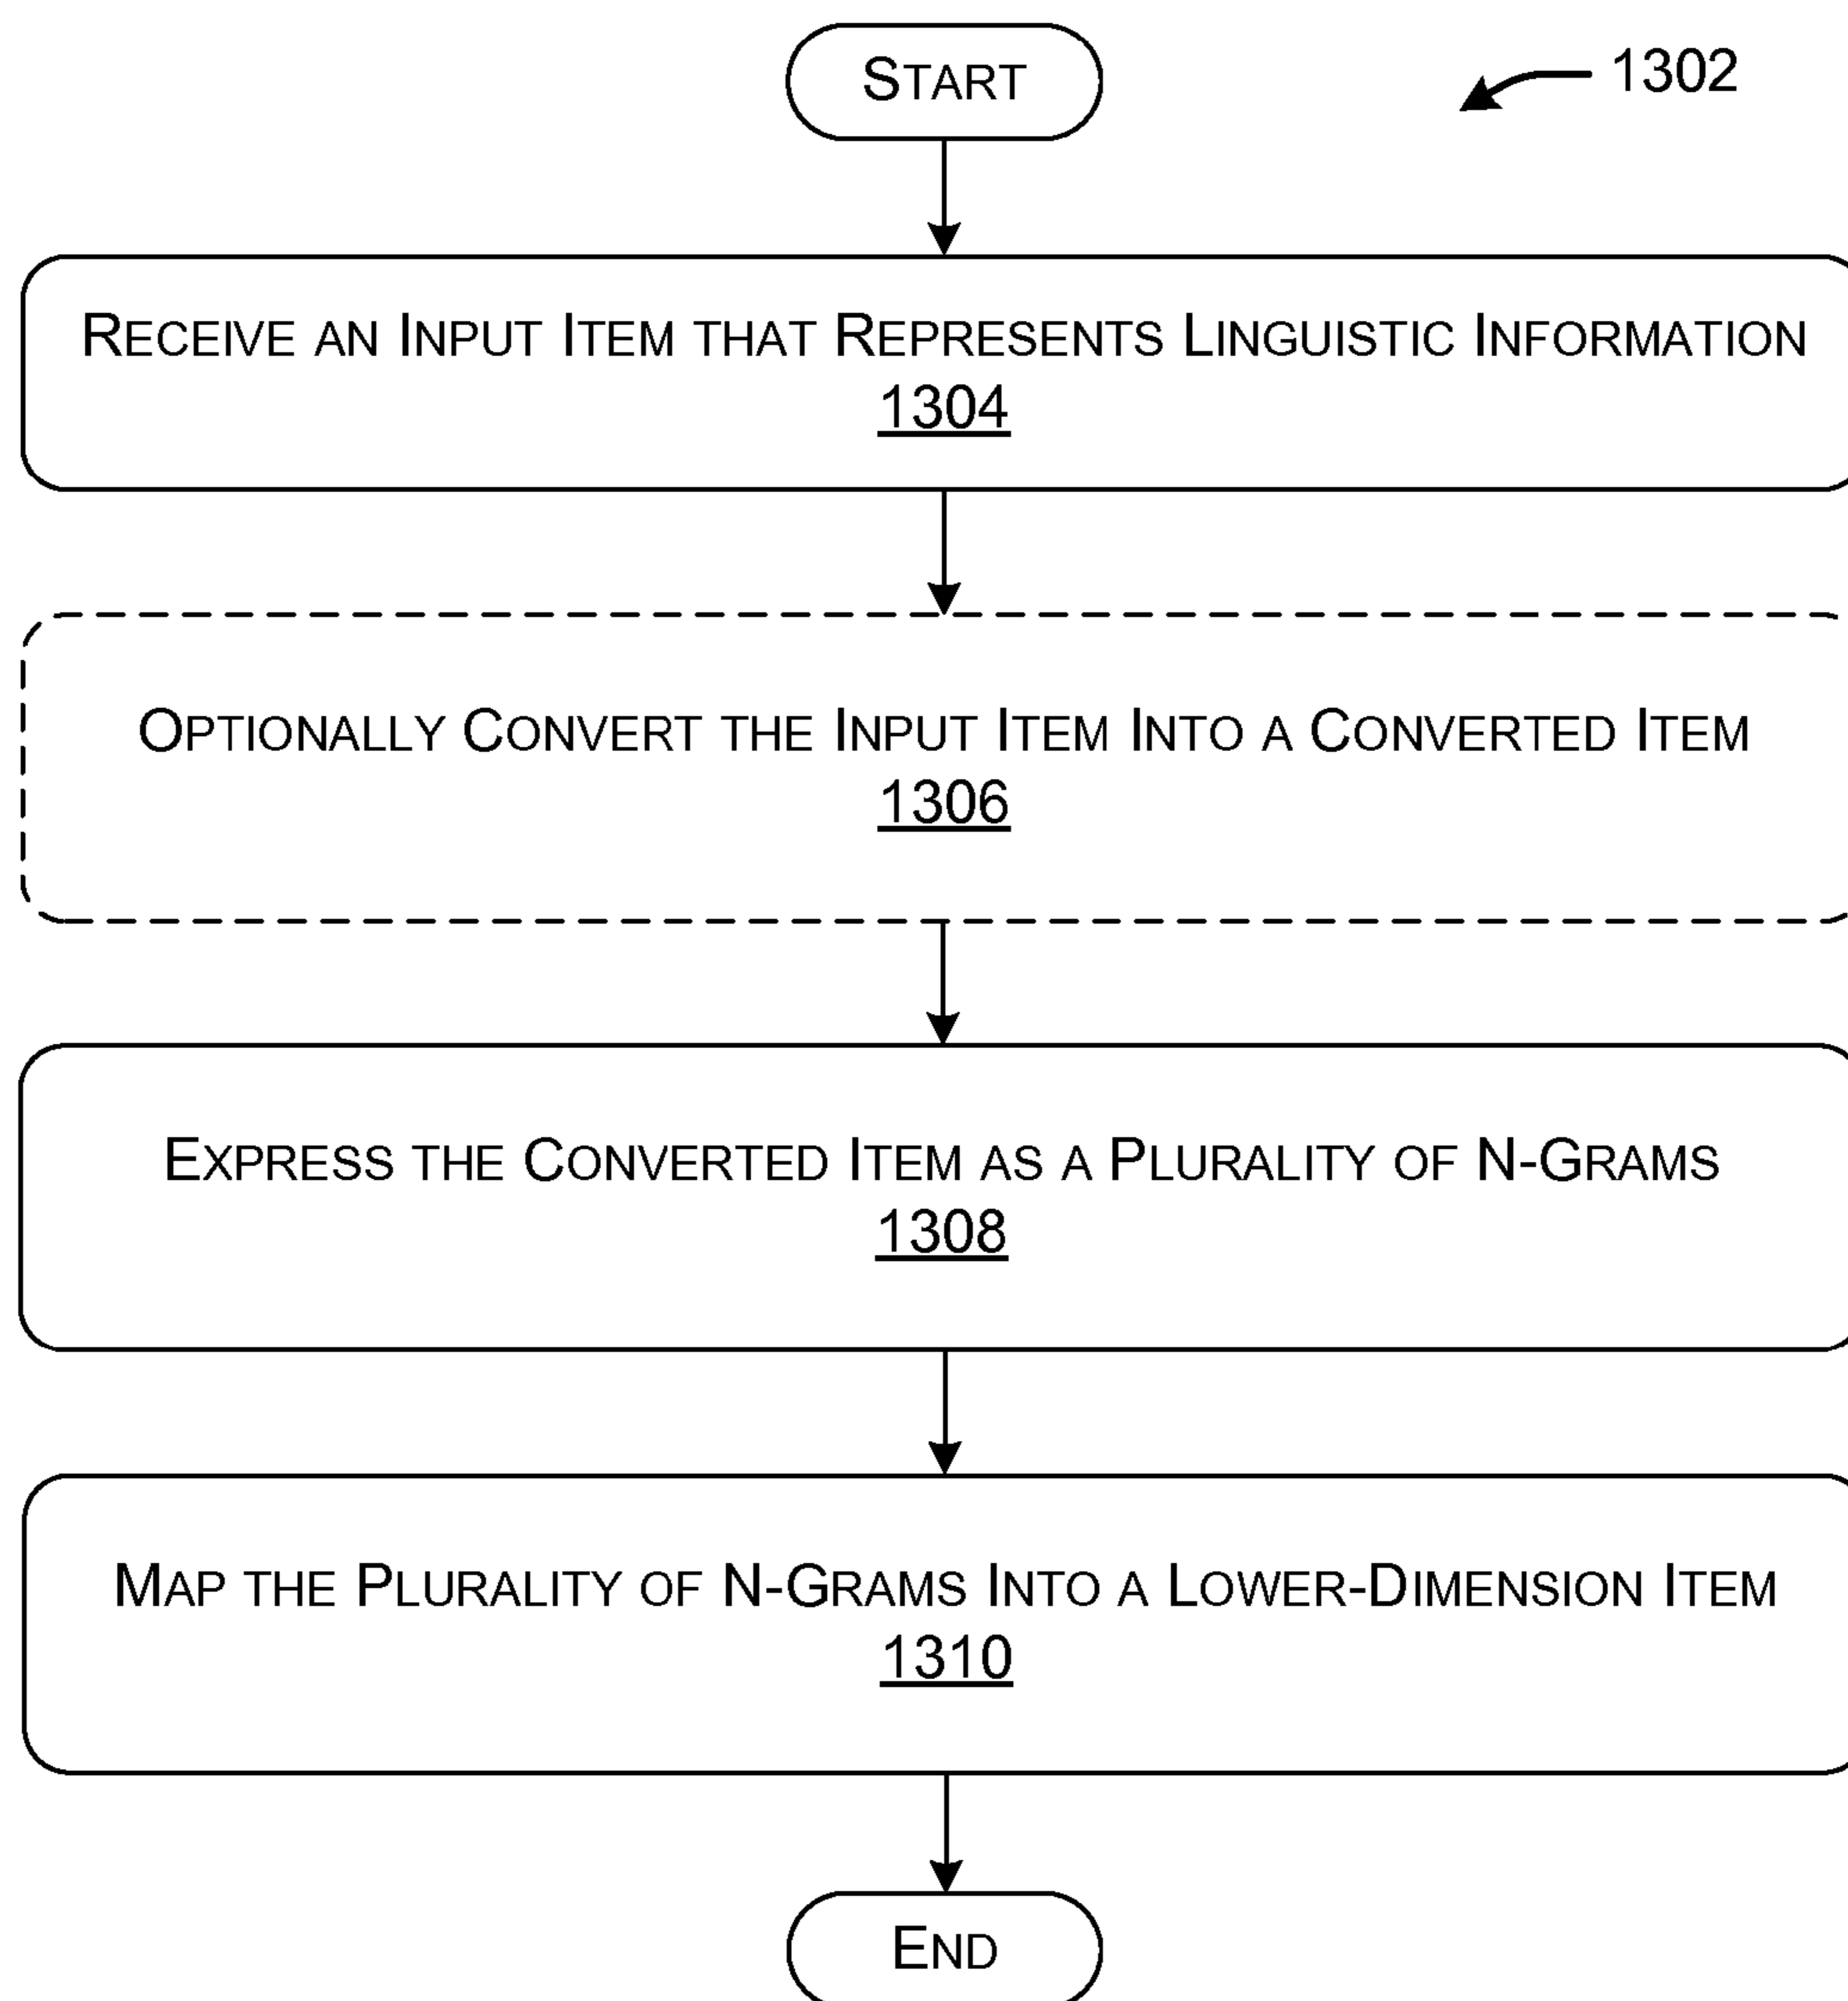 START
1302
RECEIVE AN INPUT ITEM THAT REPRESENTS LINGUISTIC INFORMATION
1304
OPTIONALLY CONVERT THE INPUT ITEM INTO A CONVERTED ITEM
1306
EXPRESS THE CONVERTED ITEM AS A PLURALITY OF N-GRAMS
1308
MAP THE PLURALITY OF N-GRAMS INTO A LOWER-DIMENSION ITEM
1310
END